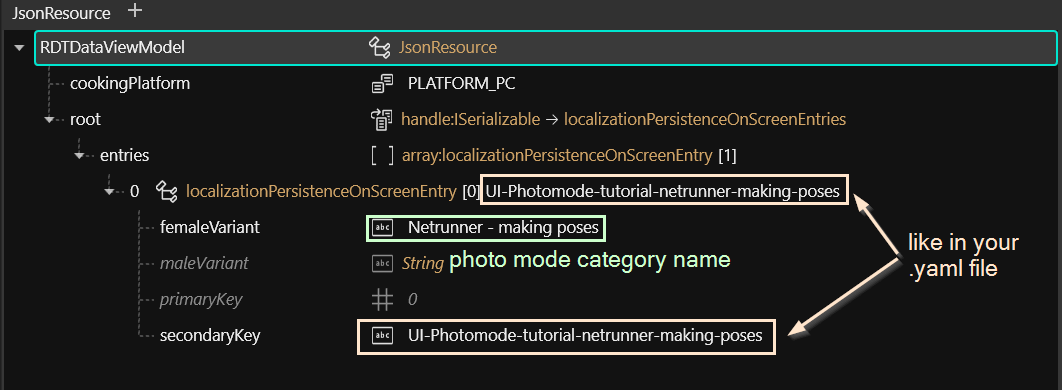 JsonResource +
RDTDataViewModel JsonResource
cookingPlatform PLATFORM_PC
root handle:ISerializable → localizationPersistenceOnScreenEntries
entries [ ] array:localizationPersistenceOnScreenEntry [1]
0 localizationPersistenceOnScreenEntry [0] UI-Photomode-tutorial-netrunner-making-poses
femaleVariant abc Netrunner - making poses
maleVariant abc String photo mode category name
primaryKey 0
secondaryKey abc UI-Photomode-tutorial-netrunner-making-poses
like in your
.yaml file